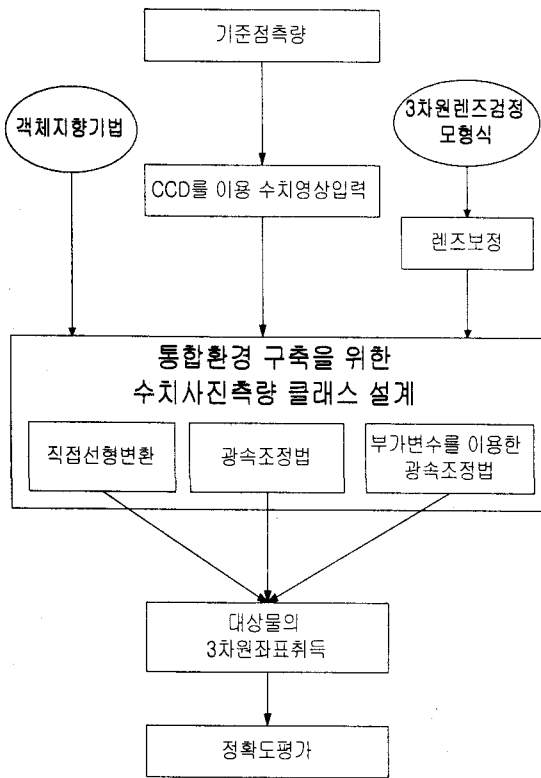 기준점측량
객체지향기법
3차원렌즈검정
모형식
CCD를 이용 수치영상입력
렌즈보정
통합환경 구축을 위한
수치사진측량 클래스 설계
직접선형변환
광속조정법
부가변수를 이용한
광속조정법
대상물의
3차원좌표취득
정확도평가